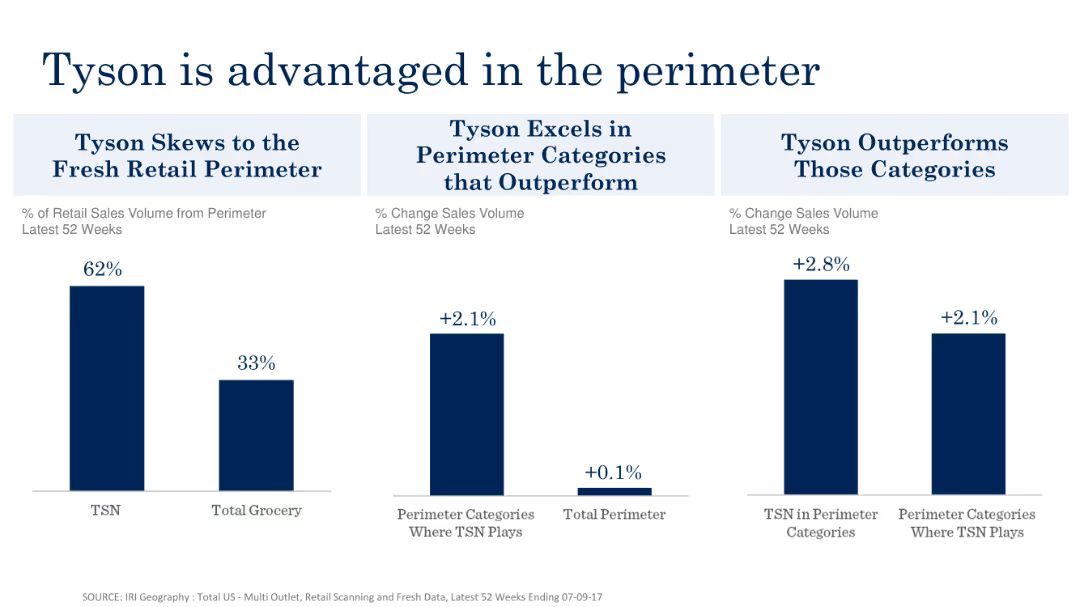 Tyson is advantaged in the perimeter
Tyson Skews to the
Fresh Retail Perimeter
% of Retail Sales Volume from Perimeter
Latest 52 Weeks
62%
33%
TSN
Total Grocery
Tyson Excels in
Perimeter Categories
that Outperform
% Change Sales Volume
Latest 52 Weeks
+2.1%
+0.1%
Perimeter Categories
Where TSN Plays
Total Perimeter
Tyson Outperforms
Those Categories
% Change Sales Volume
Latest 52 Weeks
+2.8%
+2.1%
TSN in Perimeter
Categories
Perimeter Categories
Where TSN Plays
SOURCE: IRI Geography : Total US - Multi Outlet, Retail Scanning and Fresh Data, Latest 52 Weeks Ending 07-09-17